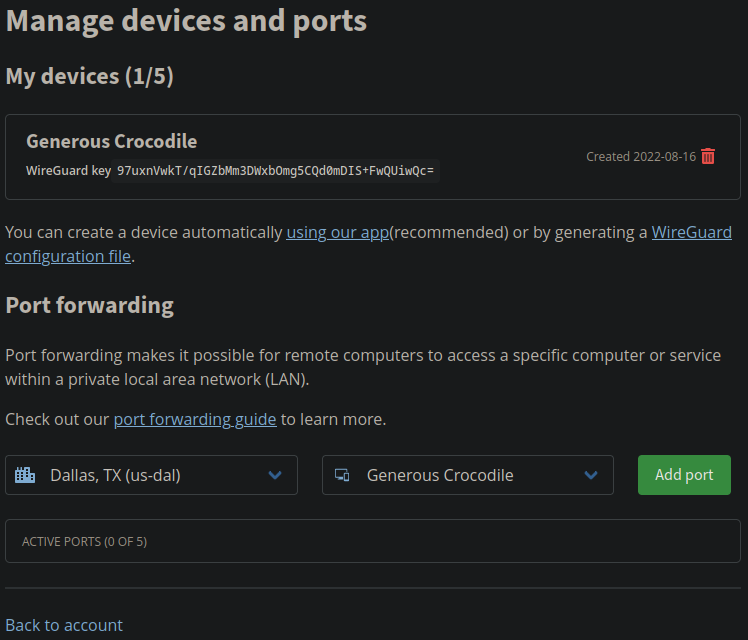 Manage devices and ports
My devices (1/5)
Generous Crocodile
WireGuard key 97uxnVwkT/qIGZbMm3DWxbOmg5CQd0mDIS+FwQUiwQc=
Created 2022-08-16
You can create a device automatically using our app(recommended) or by generating a WireGuard
configuration file.
Port forwarding
Port forwarding makes it possible for remote computers to access a specific computer or service
within a private local area network (LAN).
Check out our port forwarding guide to learn more.
Dallas, TX (us-dal)
Generous Crocodile
Add port
ACTIVE PORTS (0 OF 5)
Back to account